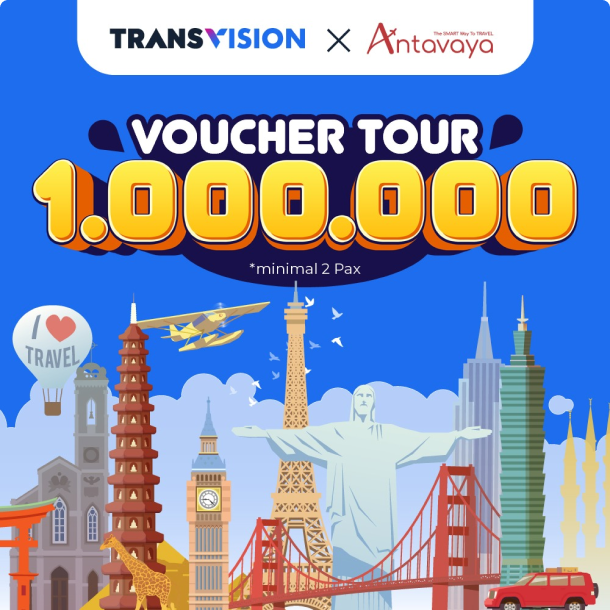 TRANSVISION X Antavaya
The SMART Way To TRAVEL
VOUCHER TOUR
1.000.000
*minimal 2 Pax
I
TRAVEL